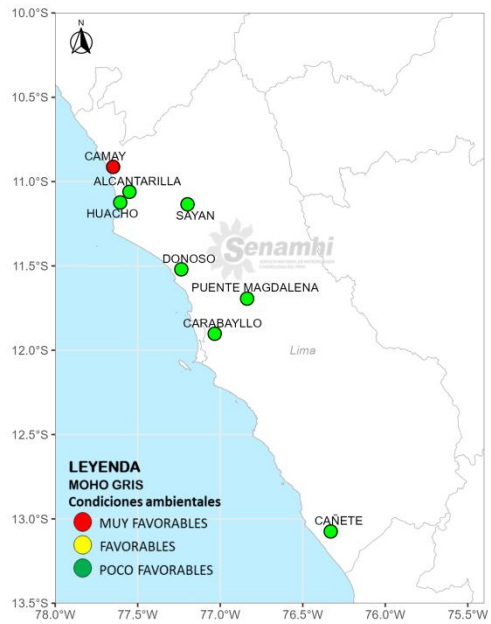 10.0°S
N
10.5°S
CAMAY
11.0°S
ALCANTARILLA
HUACHO
SAYAN
Senamhi
11.5°S
DONOSO
PUENTE MAGDALENA
CARABAYLLO
12.0°S
Lima
12.5°S
LEYENDA
MOHO GRIS
Condiciones ambientales
MUY FAVORABLES
FAVORABLES
POCO FAVORABLES
CAÑETE
13.0°S
13.5°S
78.0°W 77.5°W 77.0°W 76.5°W 76.0°W 75.5°W